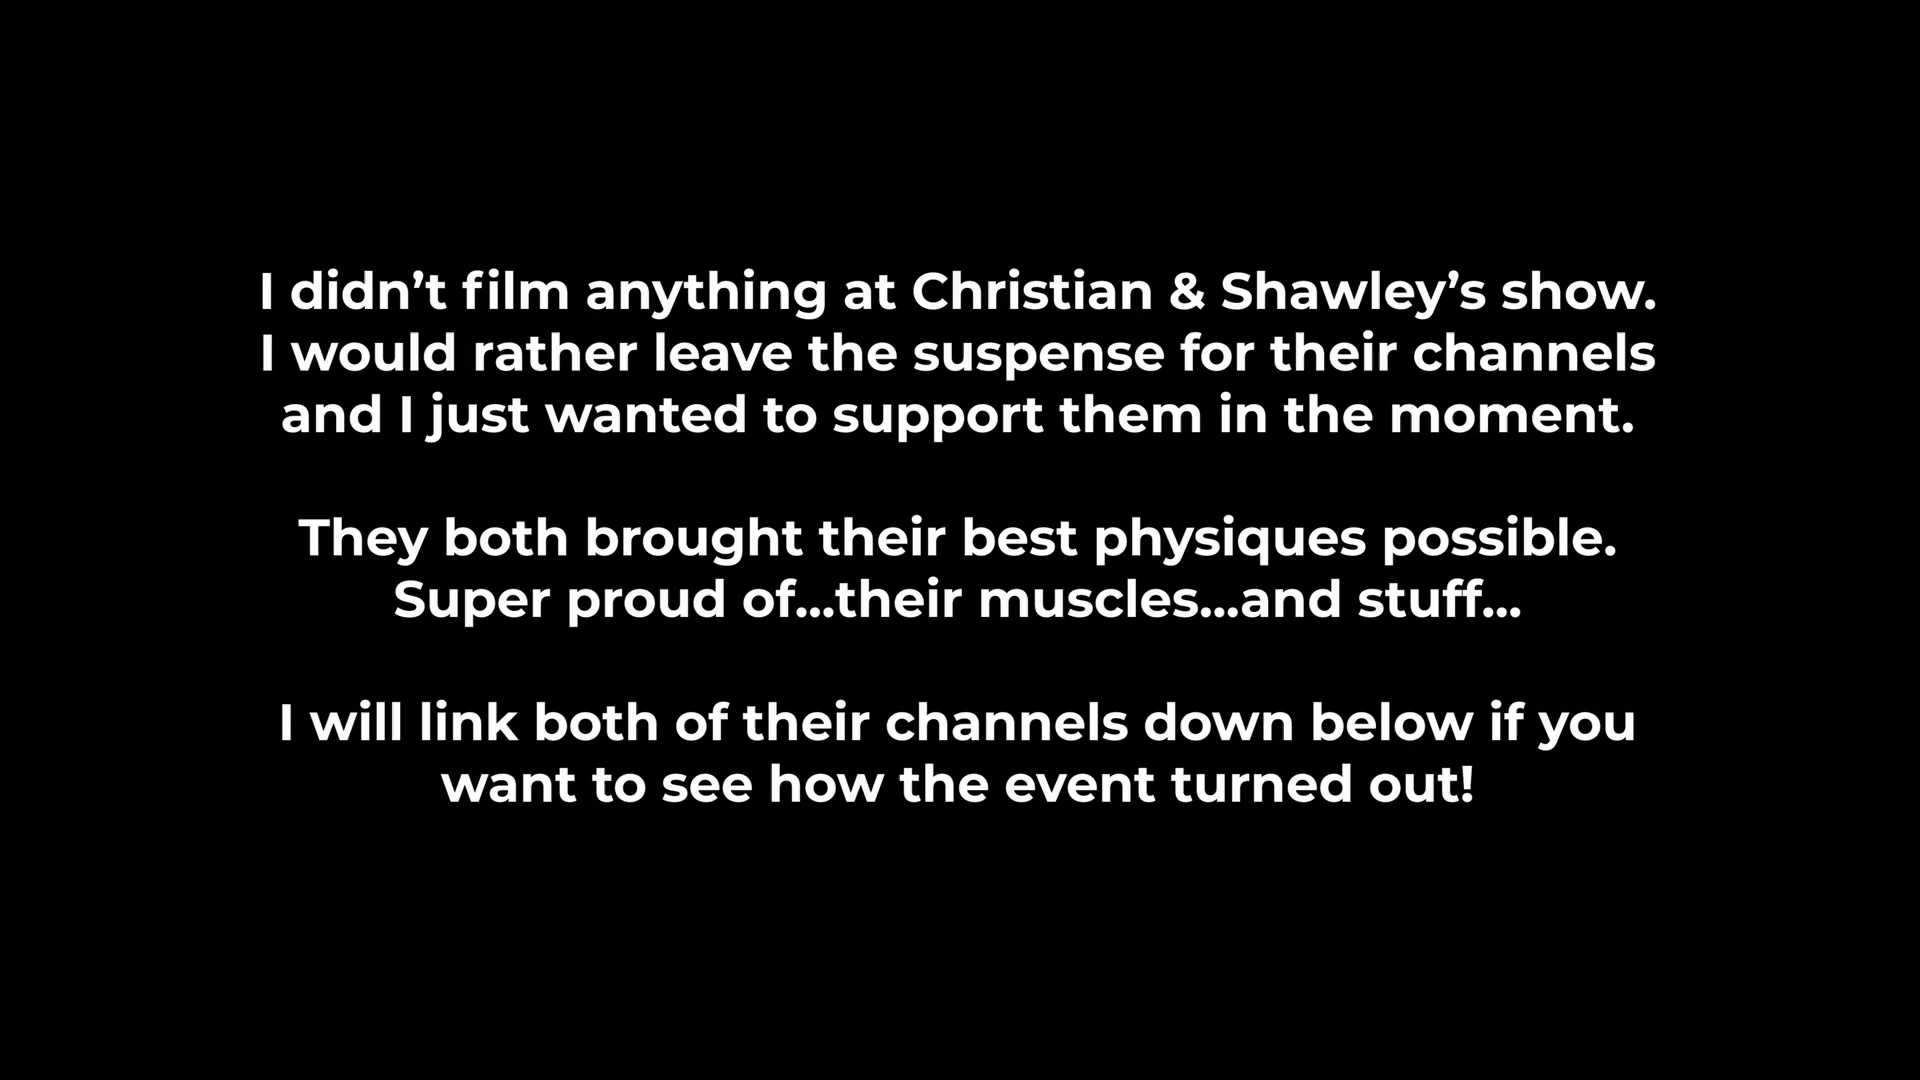 I didn’t film anything at Christian & Shawley’s show.
I would rather leave the suspense for their channels
and I just wanted to support them in the moment.
They both brought their best physiques possible.
Super proud of...their muscles...and stuff...
I will link both of their channels down below if you
want to see how the event turned out!